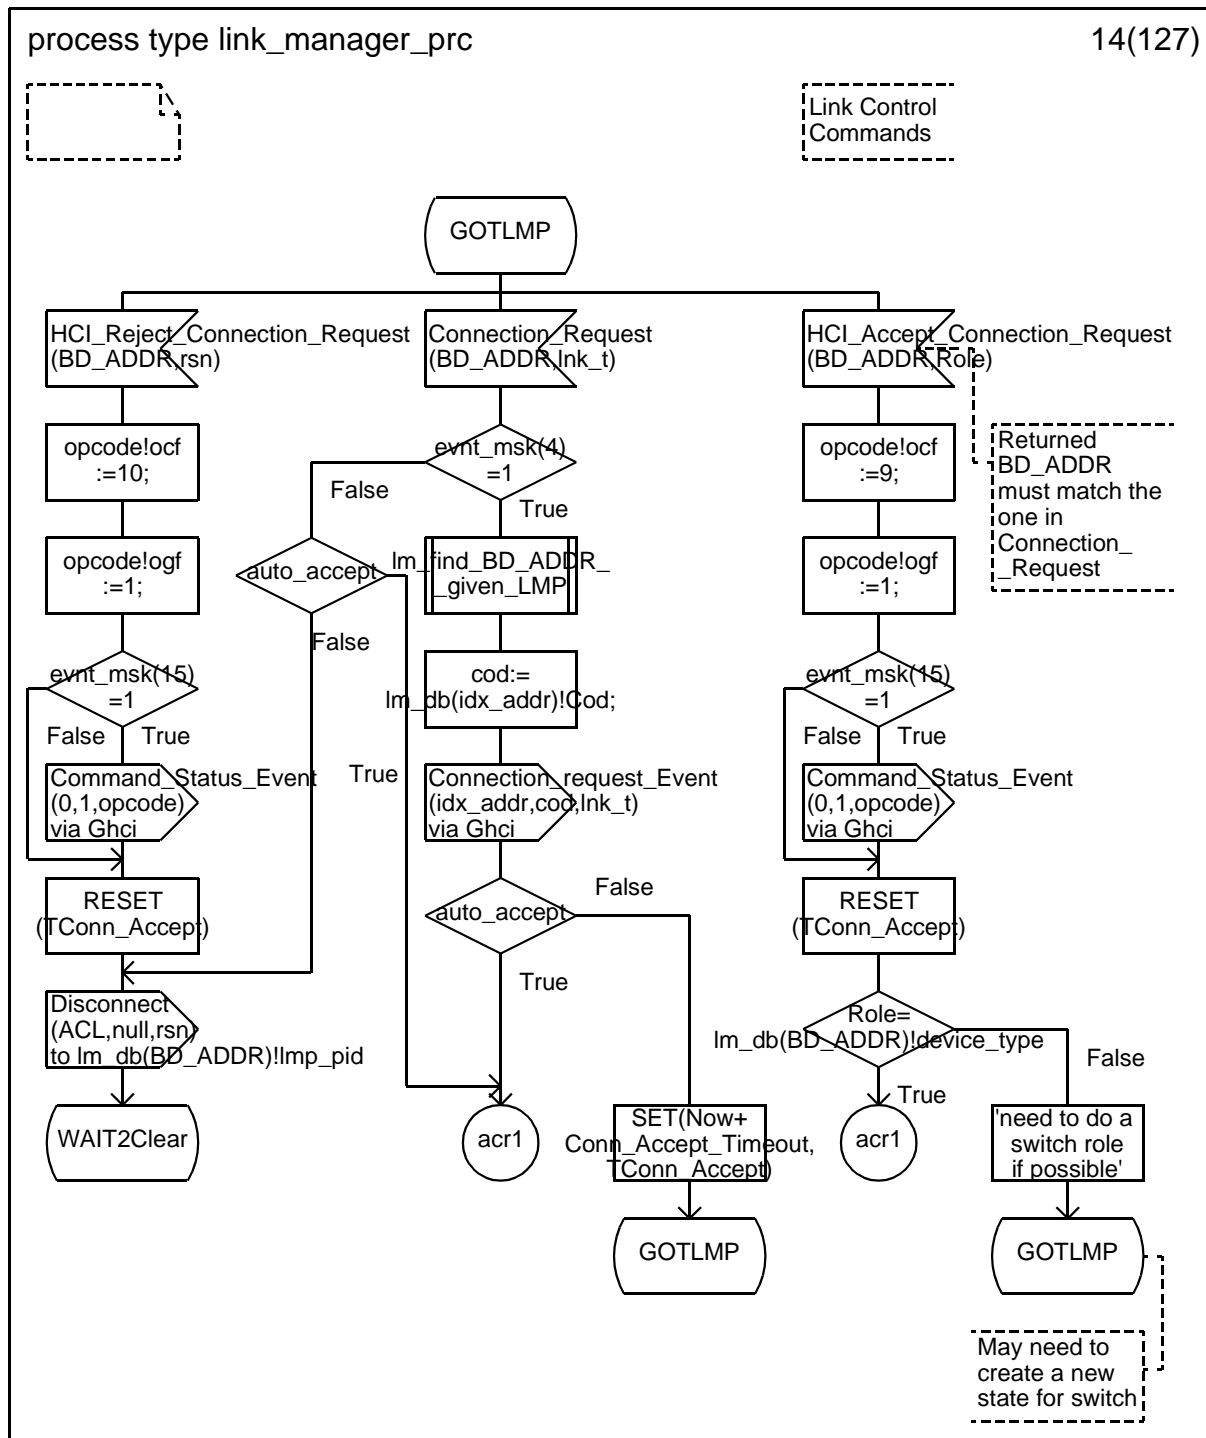 process type link_manager_prc
14(127)
Link Control
Commands
GOTLMP
HCI_Reject_Connection_Request
(BD_ADDR,rsn)
opcode!ocf
:=10;
opcode!ogf
:=1;
evnt_msk(15)
=1
False
True
Command_Status_Event
(0,1,opcode)
via Ghci
RESET
(TConn_Accept)
Disconnect
(ACL,null,rsn)
to lm_db(BD_ADDR)!lmp_pid
WAIT2Clear
Connection_Request
(BD_ADDR,lnk_t)
evnt_msk(4)
=1
False
True
auto_accept
False
True
lm_find_BD_ADDR_
_given_LMP
cod:=
lm_db(idx_addr)!Cod;
Connection_request_Event
(idx_addr,cod,lnk_t)
via Ghci
auto_accept
False
True
acr1
SET(Now+
Conn_Accept_Timeout,
TConn_Accept)
GOTLMP
HCI_Accept_Connection_Request
(BD_ADDR,Role)
Returned
BD_ADDR
must match the
one in
Connection_
_Request
opcode!ocf
:=9;
opcode!ogf
:=1;
evnt_msk(15)
=1
False
True
Command_Status_Event
(0,1,opcode)
via Ghci
RESET
(TConn_Accept)
Role=
lm_db(BD_ADDR)!device_type
False
True
acr1
'need to do a
switch role
if possible'
GOTLMP
May need to
create a new
state for switch